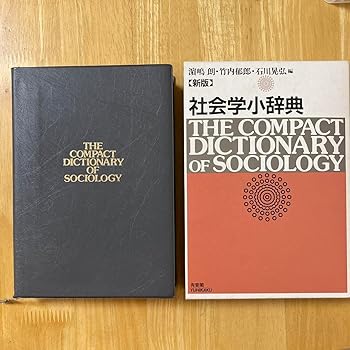 THE
COMPACT
DICTIONARY
OF
SOCIOLOGY
濱嶋 朗・竹内郁郎・石川晃弘 編
【新版】
社会学小辞典
THE COMPACT
DICTIONARY
OF SOCIOLOGY
有斐閣
YUHIKAKU